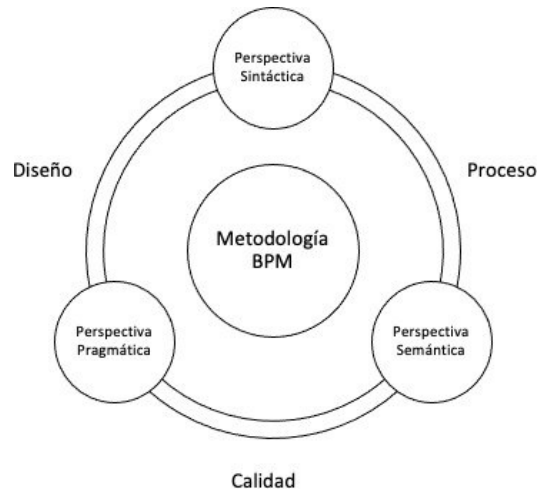 Perspectiva
Sintáctica
Diseño
Proceso
Metodología
BPM
Perspectiva
Pragmática
Perspectiva
Semántica
Calidad